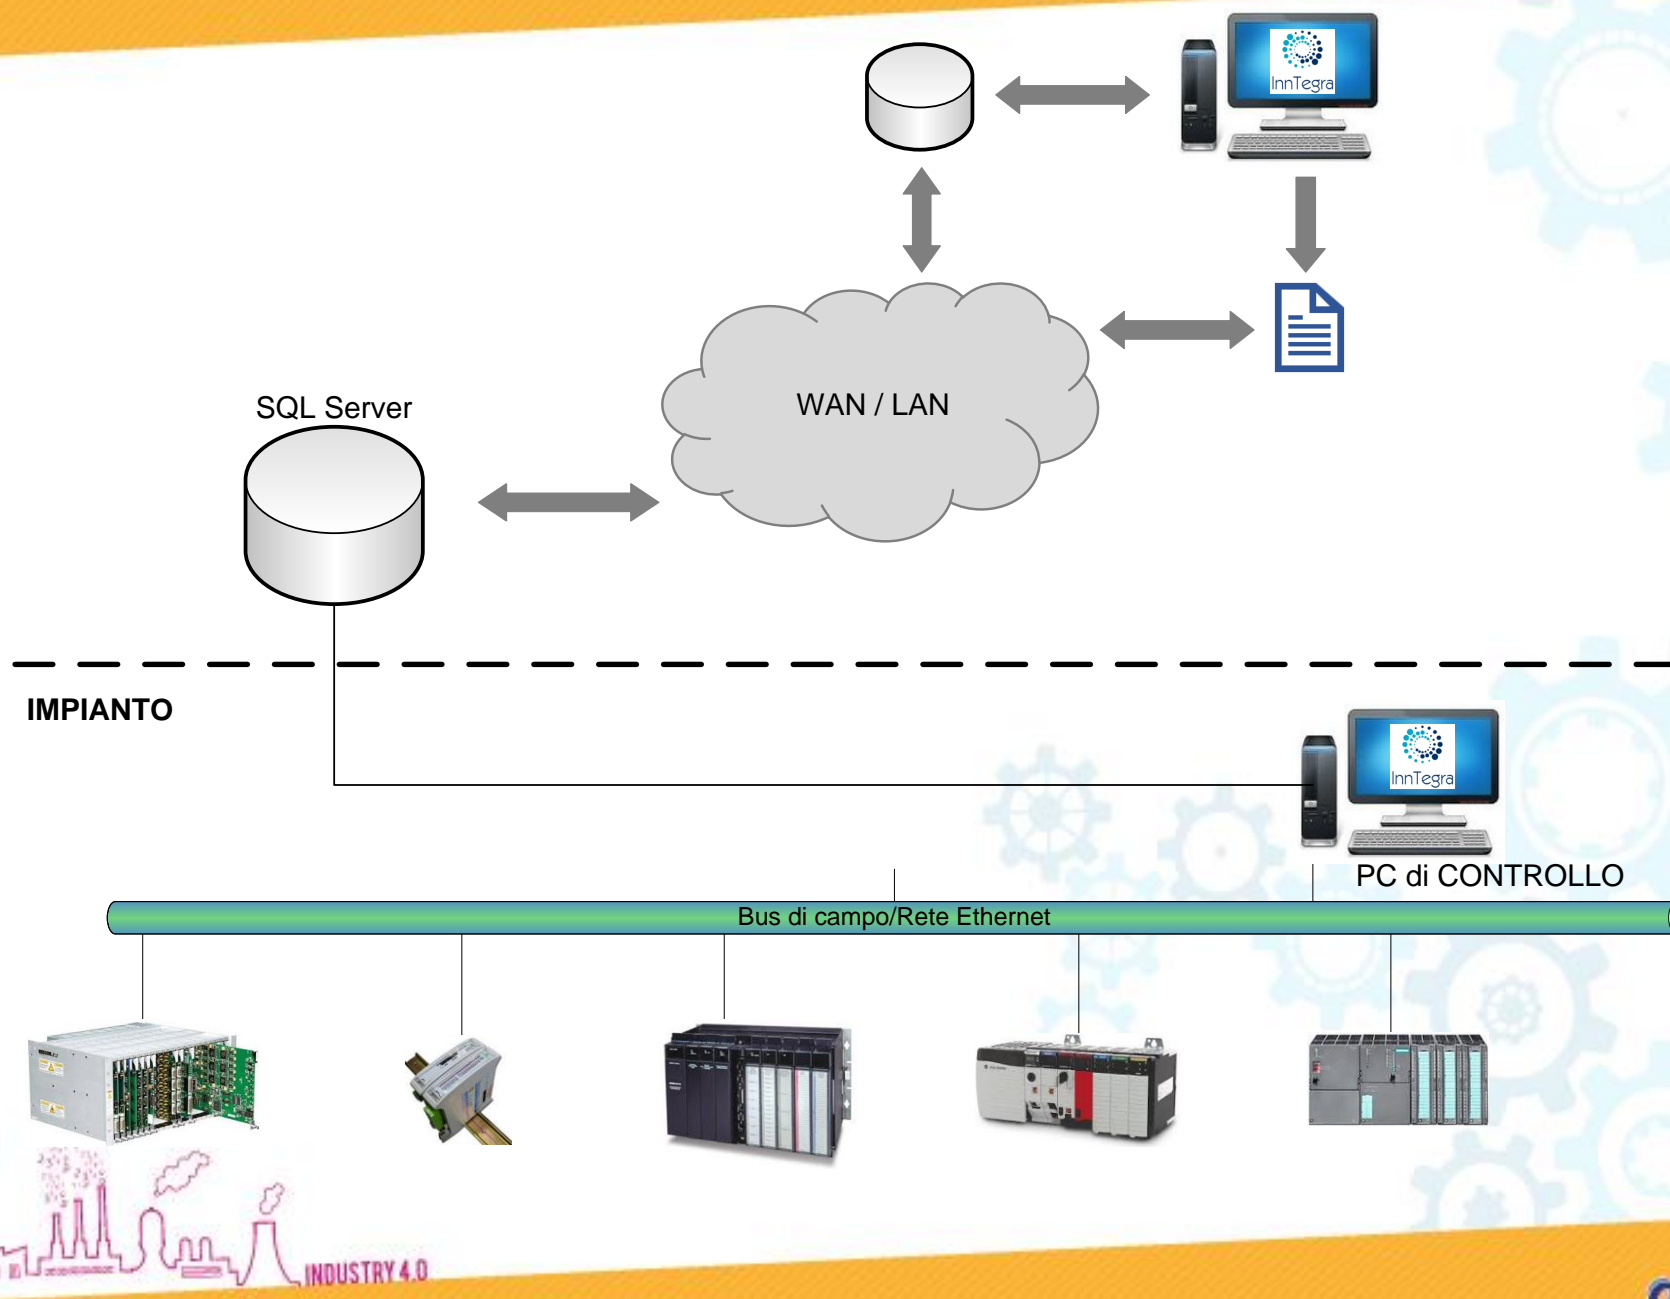 InnTegra
WAN / LAN
SQL Server
IMPIANTO
InnTegra
PC di CONTROLLO
Bus di campo/Rete Ethernet
INDUSTRY 4.0